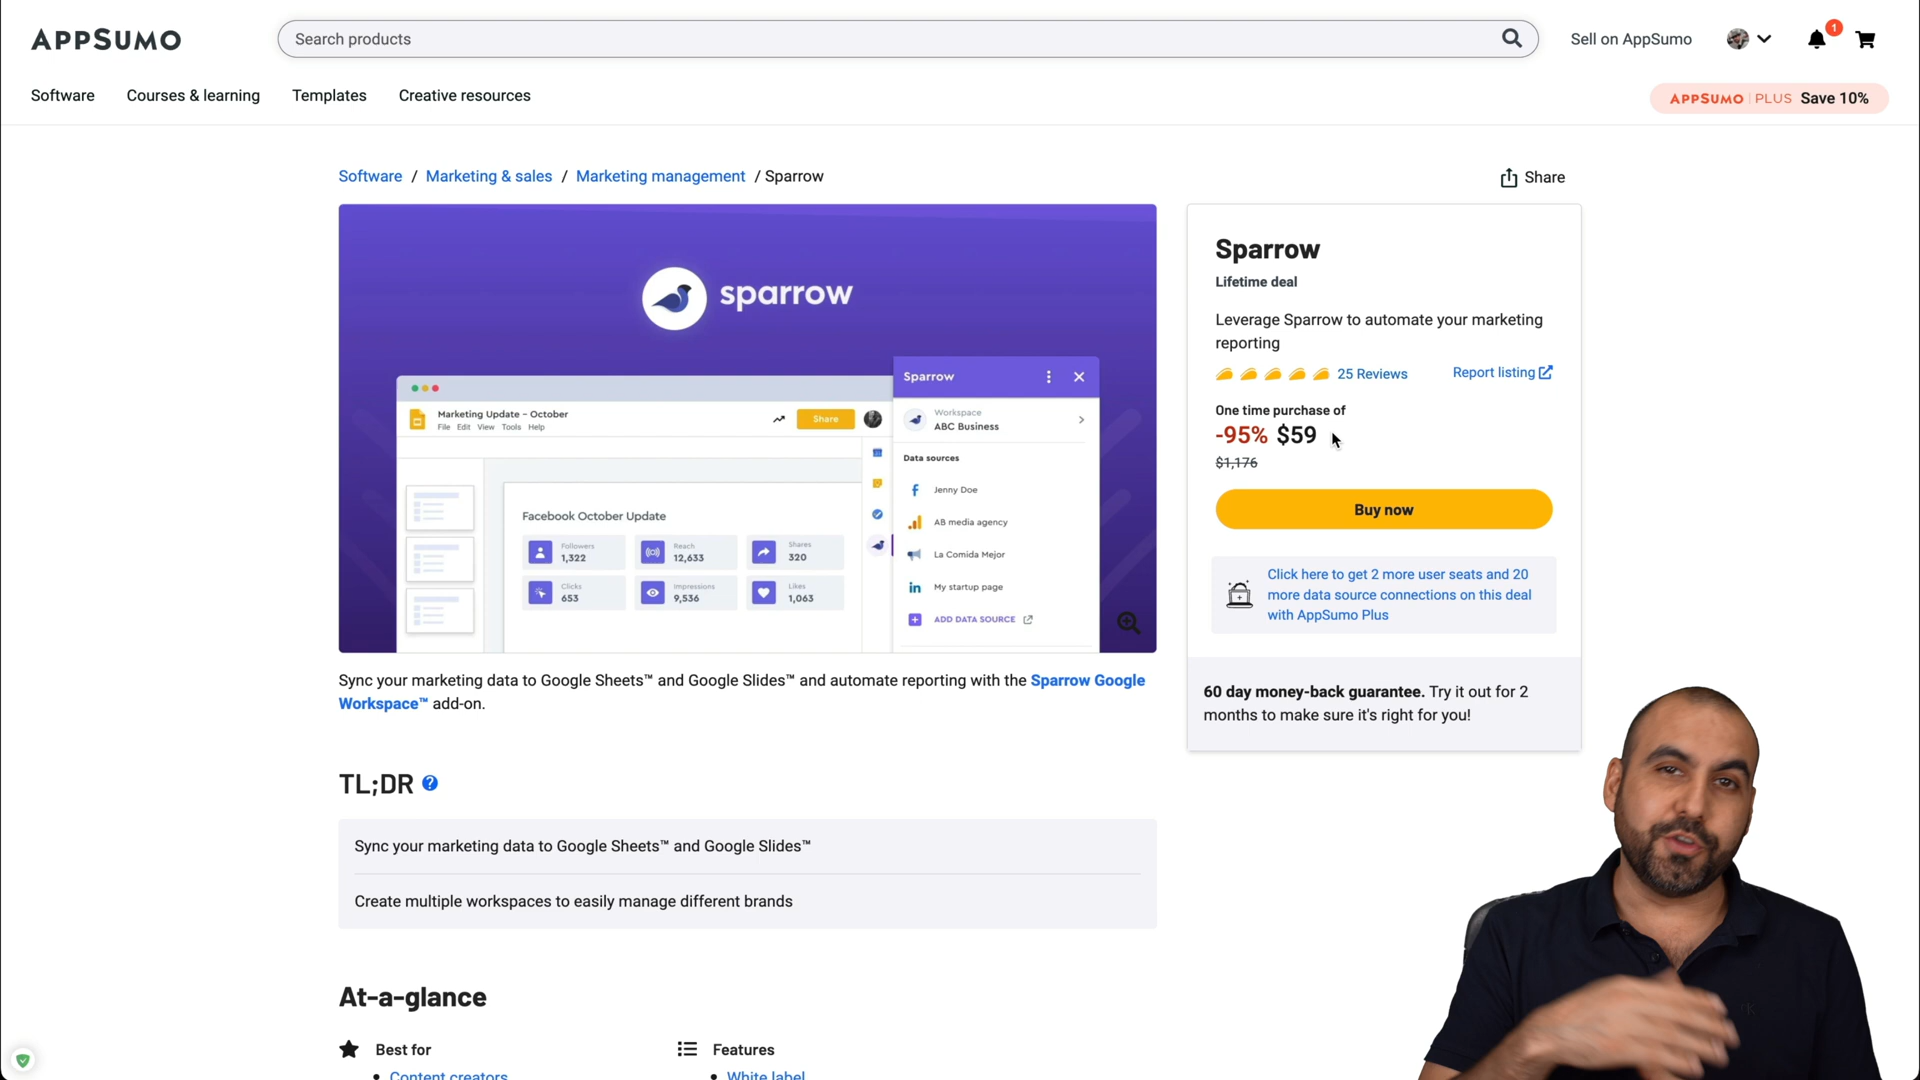 APPSUMO
Search products
Sell on AppSumo
1
Software
Courses & learning
Templates
Creative resources
APPSUMO | PLUS Save 10%
Software / Marketing & sales / Marketing management / Sparrow
Share
sparrow
Marketing Update - October
File Edit View Tools Help
Share
Facebook October Update
Followers
1,322
Reach
12,633
Shares
320
Clicks
653
Impressions
9,536
Likes
1,063
Sparrow
Workspace
ABC Business
Data sources
Jenny Doe
AB media agency
La Comida Mejor
My startup page
ADD DATA SOURCE
Sparrow
Lifetime deal
Leverage Sparrow to automate your marketing
reporting
25 Reviews
Report listing
One time purchase of
-95% $59
$1,176
Buy now
Click here to get 2 more user seats and 20
more data source connections on this deal
with AppSumo Plus
60 day money-back guarantee. Try it out for 2
months to make sure it's right for you!
Sync your marketing data to Google Sheets™ and Google Slides™ and automate reporting with the Sparrow Google
Workspace™ add-on.
TL;DR ?
Sync your marketing data to Google Sheets™ and Google Slides™
Create multiple workspaces to easily manage different brands
At-a-glance
Best for
Content creators
Features
White label